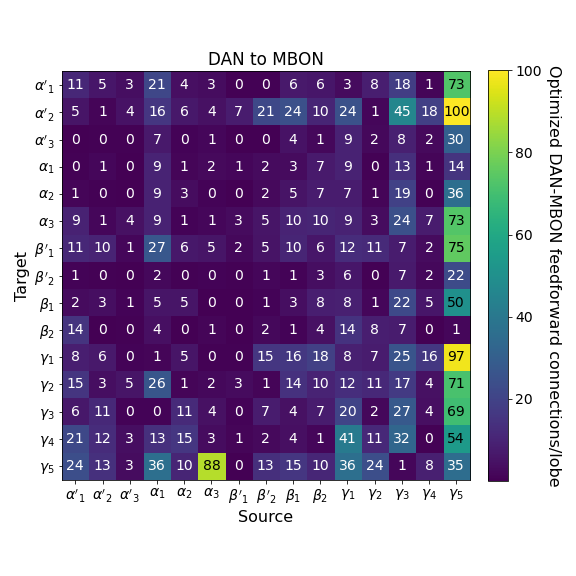 DAN to MBON
α′₁ 11 5 3 21 4 3 0 0 6 6 3 8 18 1 73
α′₂ 5 1 4 16 6 4 7 21 24 10 24 1 45 18 100
α′₃ 0 0 0 7 0 1 0 0 4 1 9 2 8 2 30
α₁ 0 1 0 9 1 2 1 2 3 7 9 0 13 1 14
α₂ 1 0 0 9 3 0 0 2 5 7 7 1 19 0 36
α₃ 9 1 4 9 1 1 3 5 10 10 9 3 24 7 73
β′₁ 11 10 1 27 6 5 2 5 10 6 12 11 7 2 75
β′₂ 1 0 0 2 0 0 0 1 1 3 6 0 7 2 22
β₁ 2 3 1 5 5 0 0 1 3 8 8 1 22 5 50
β₂ 14 0 0 4 0 1 0 2 1 4 14 8 7 0 1
γ₁ 8 6 0 1 5 0 0 15 16 18 8 7 25 16 97
γ₂ 15 3 5 26 1 2 3 1 14 10 12 11 17 4 71
γ₃ 6 11 0 0 11 4 0 7 4 7 20 2 27 4 69
γ₄ 21 12 3 13 15 3 1 2 4 1 41 11 32 0 54
γ₅ 24 13 3 36 10 88 0 13 15 10 36 24 1 8 35
α′₁ α′₂ α′₃ α₁ α₂ α₃ β′₁ β′₂ β₁ β₂ γ₁ γ₂ γ₃ γ₄ γ₅
Source
Target
100
80
60
40
20
Optimized DAN-MBON feedforward connections/lobe